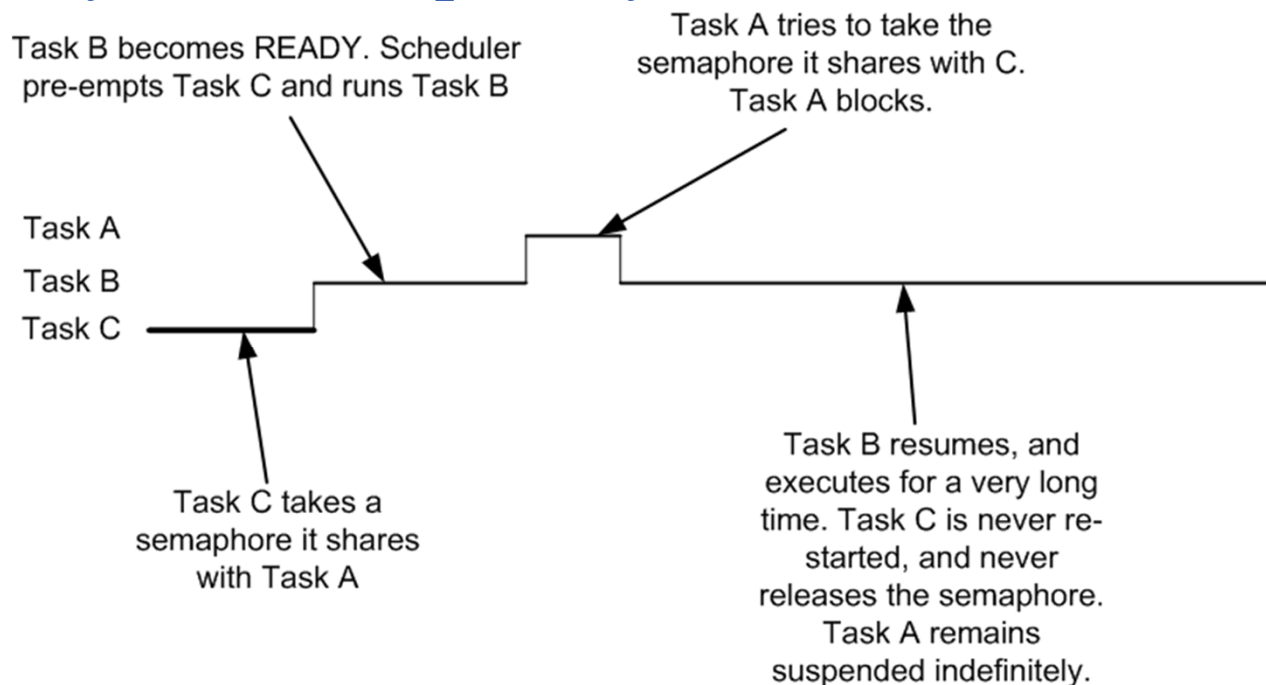 Task B becomes READY. Scheduler
pre-empts Task C and runs Task B
Task A tries to take the
semaphore it shares with C.
Task A blocks.
Task A
Task B
Task C
Task C takes a
semaphore it shares
with Task A
Task B resumes, and
executes for a very long
time. Task C is never re-
started, and never
releases the semaphore.
Task A remains
suspended indefinitely.